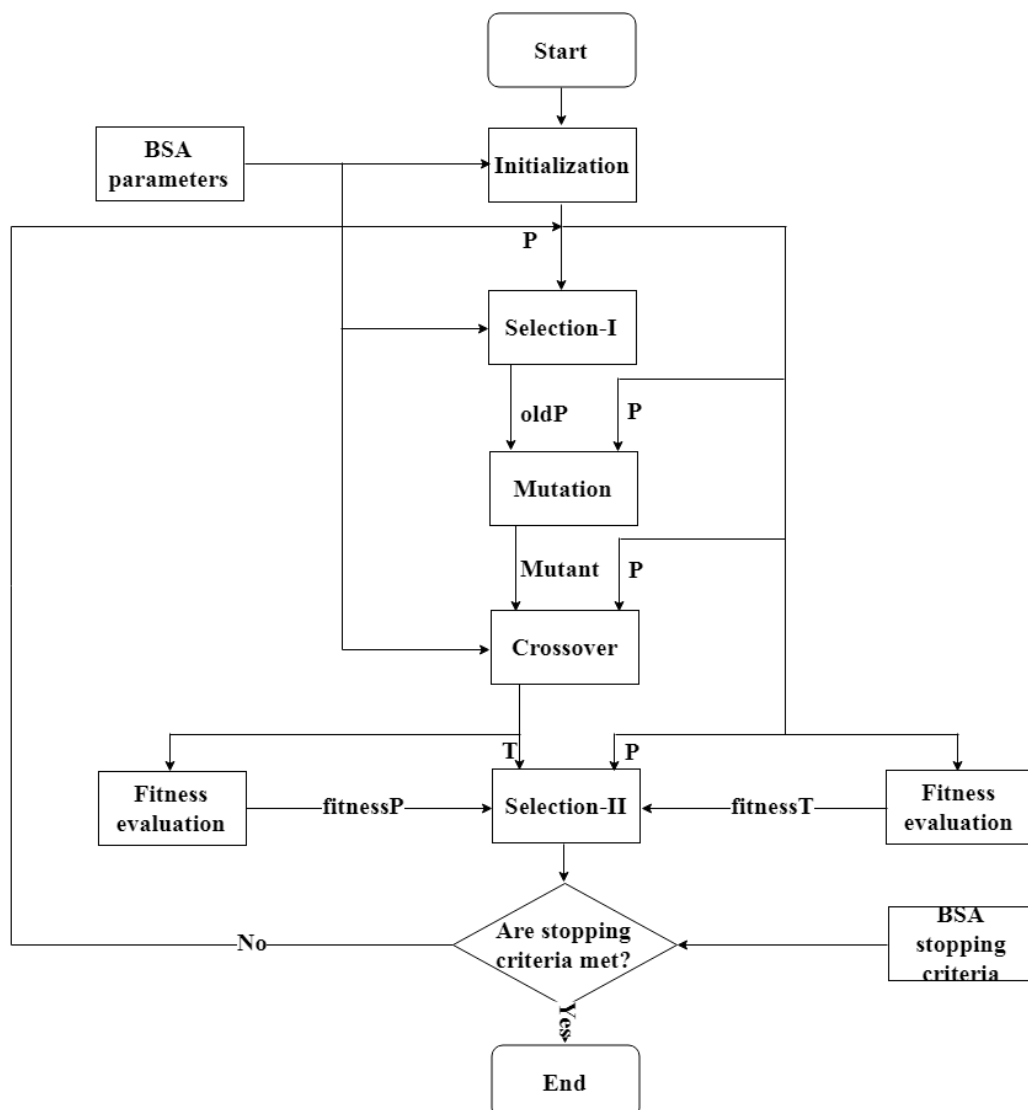 Start
BSA
parameters
Initialization
P
Selection-I
oldP
P
Mutation
Mutant
P
Crossover
T
P
Fitness
evaluation
fitnessP
Selection-II
fitnessT
Fitness
evaluation
No
Are stopping
criteria met?
BSA
stopping
criteria
Yes
End